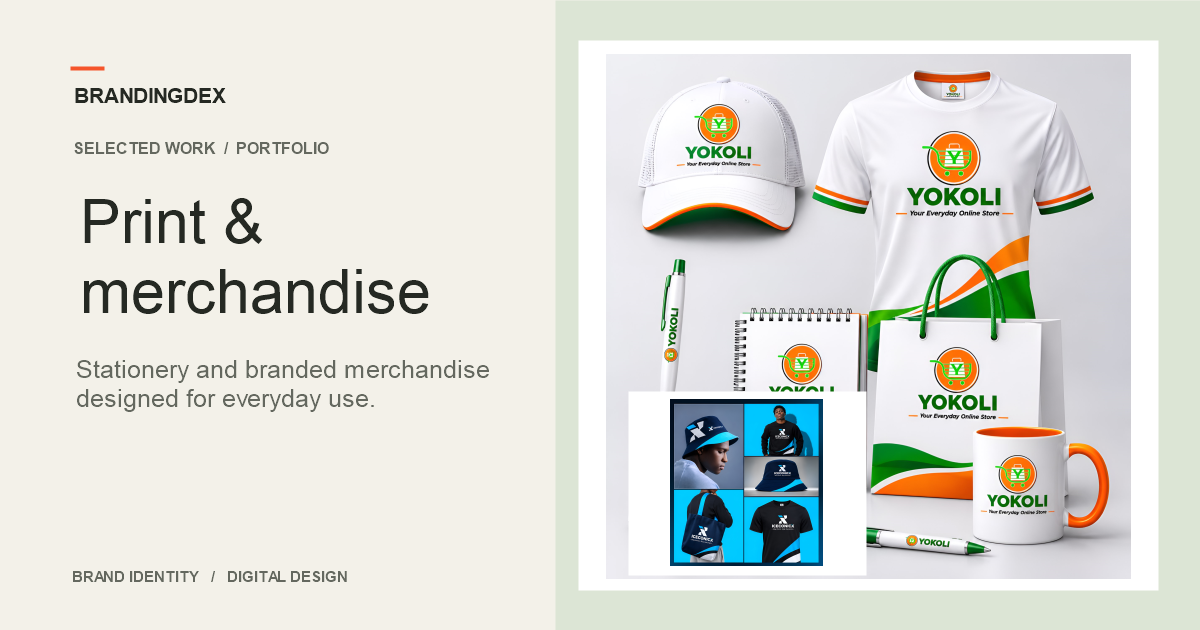 BRANDINGDEX
SELECTED WORK / PORTFOLIO
Print &
merchandise
Stationery and branded merchandise
designed for everyday use.
BRAND IDENTITY / DIGITAL DESIGN
YOKOLI
Your Everyday Online Store
YOKOLI
Your Everyday Online Store
YOKOLI
YOKOLI
YOKOLI
Your Everyday Online Store
YOKOLI
Your Everyday Online Store
YOKOLI
ICECONICX
ICECONICX